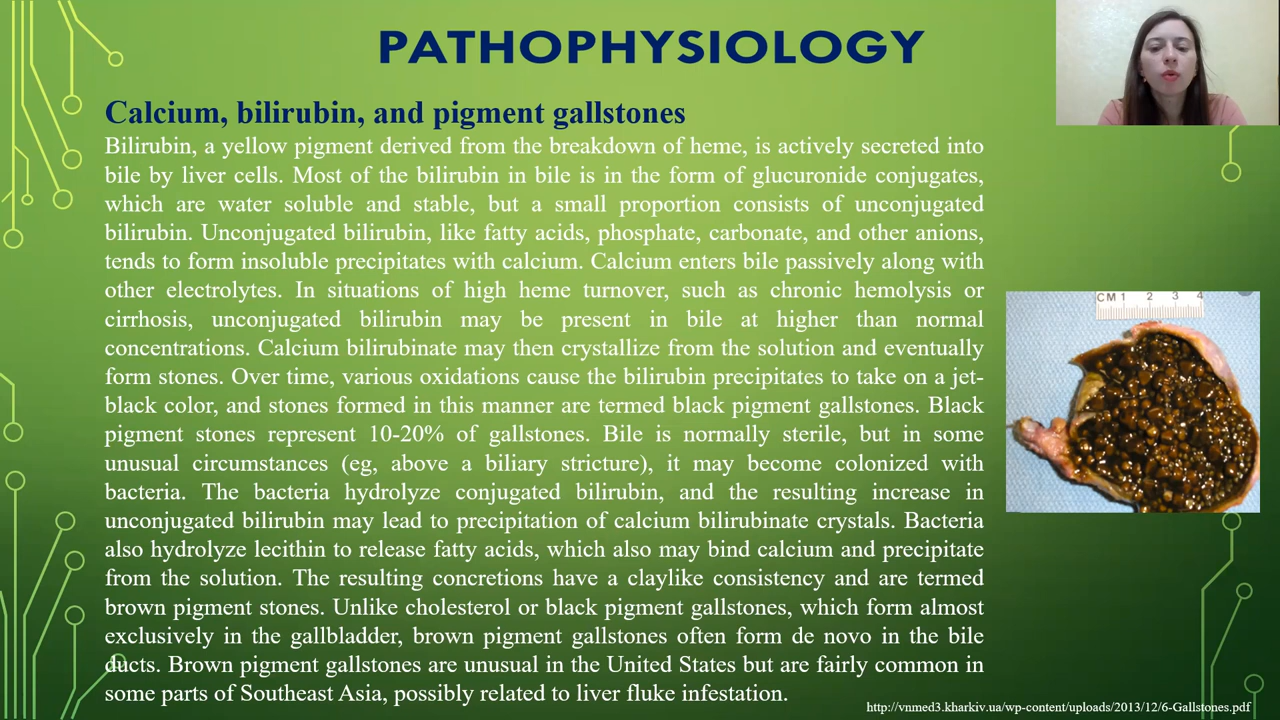 PATHOPHYSIOLOGY
Calcium, bilirubin, and pigment gallstones
Bilirubin, a yellow pigment derived from the breakdown of heme, is actively secreted into
bile by liver cells. Most of the bilirubin in bile is in the form of glucuronide conjugates,
which are water soluble and stable, but a small proportion consists of unconjugated
bilirubin. Unconjugated bilirubin, like fatty acids, phosphate, carbonate, and other anions,
tends to form insoluble precipitates with calcium. Calcium enters bile passively along with
other electrolytes. In situations of high heme turnover, such as chronic hemolysis or
cirrhosis, unconjugated bilirubin may be present in bile at higher than normal
concentrations. Calcium bilirubinate may then crystallize from the solution and eventually
form stones. Over time, various oxidations cause the bilirubin precipitates to take on a jet-
black color, and stones formed in this manner are termed black pigment gallstones. Black
pigment stones represent 10-20% of gallstones. Bile is normally sterile, but in some
unusual circumstances (eg, above a biliary stricture), it may become colonized with
bacteria. The bacteria hydrolyze conjugated bilirubin, and the resulting increase in
unconjugated bilirubin may lead to precipitation of calcium bilirubinate crystals. Bacteria
also hydrolyze lecithin to release fatty acids, which also may bind calcium and precipitate
from the solution. The resulting concretions have a claylike consistency and are termed
brown pigment stones. Unlike cholesterol or black pigment gallstones, which form almost
exclusively in the gallbladder, brown pigment gallstones often form de novo in the bile
ducts. Brown pigment gallstones are unusual in the United States but are fairly common in
some parts of Southeast Asia, possibly related to liver fluke infestation.
CM 1 2 3 4
http://vnmed3.kharkiv.ua/wp-content/uploads/2013/12/6-Gallstones.pdf